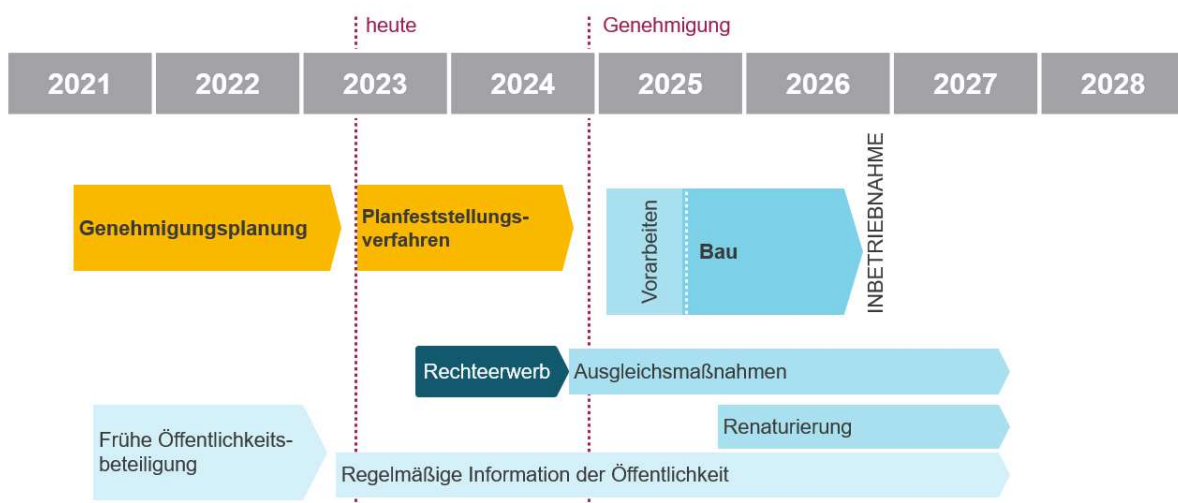 heute
Genehmigung
2021 2022 2023 2024 2025 2026 2027 2028
Genehmigungsplanung
Planfeststellungs-
verfahren
Vorarbeiten
Bau
INBETRIEBNAHME
Rechteerwerb
Ausgleichsmaßnahmen
Renaturierung
Frühe Öffentlichkeits-
beteiligung
Regelmäßige Information der Öffentlichkeit